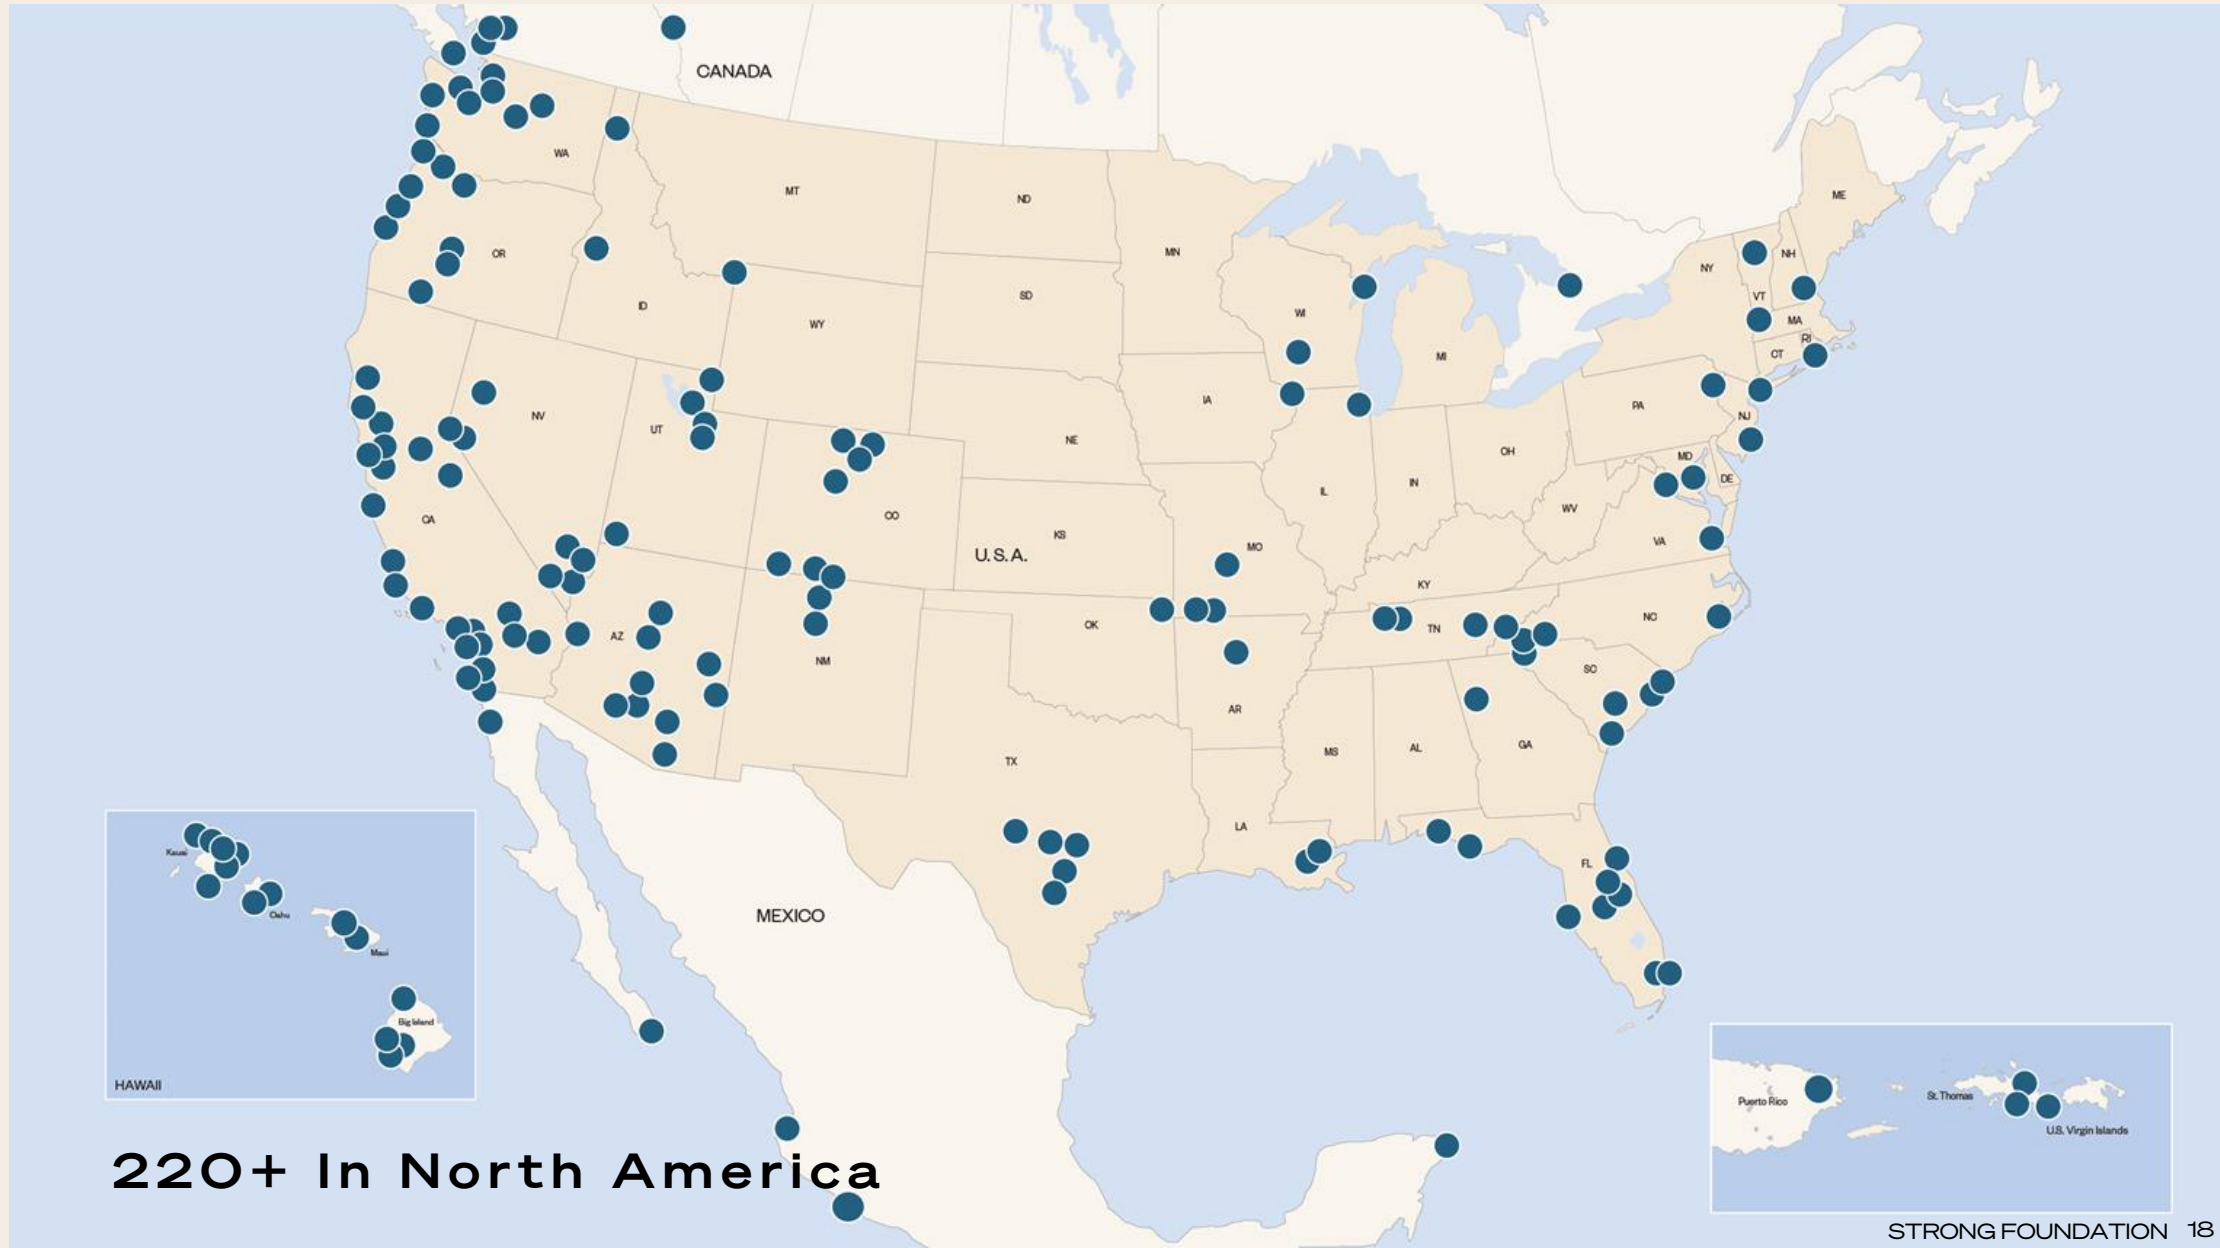 CANADA
WA
MT
ND
ME
MN
OR
NH
NY
ID
SD
VT
WI
WY
MA
RI
CT
MI
IA
PA
NV
NJ
UT
NE
OH
MD
DE
IN
IL
WV
CO
CA
KS
MO
VA
U.S.A.
KY
NC
OK
TN
AZ
NM
SC
AR
GA
MS
AL
TX
LA
Kauai
FL
Oahu
MEXICO
Maui
Big Island
HAWAII
St. Thomas
Puerto Rico
U.S. Virgin Islands
220+ In North America
STRONG FOUNDATION 18